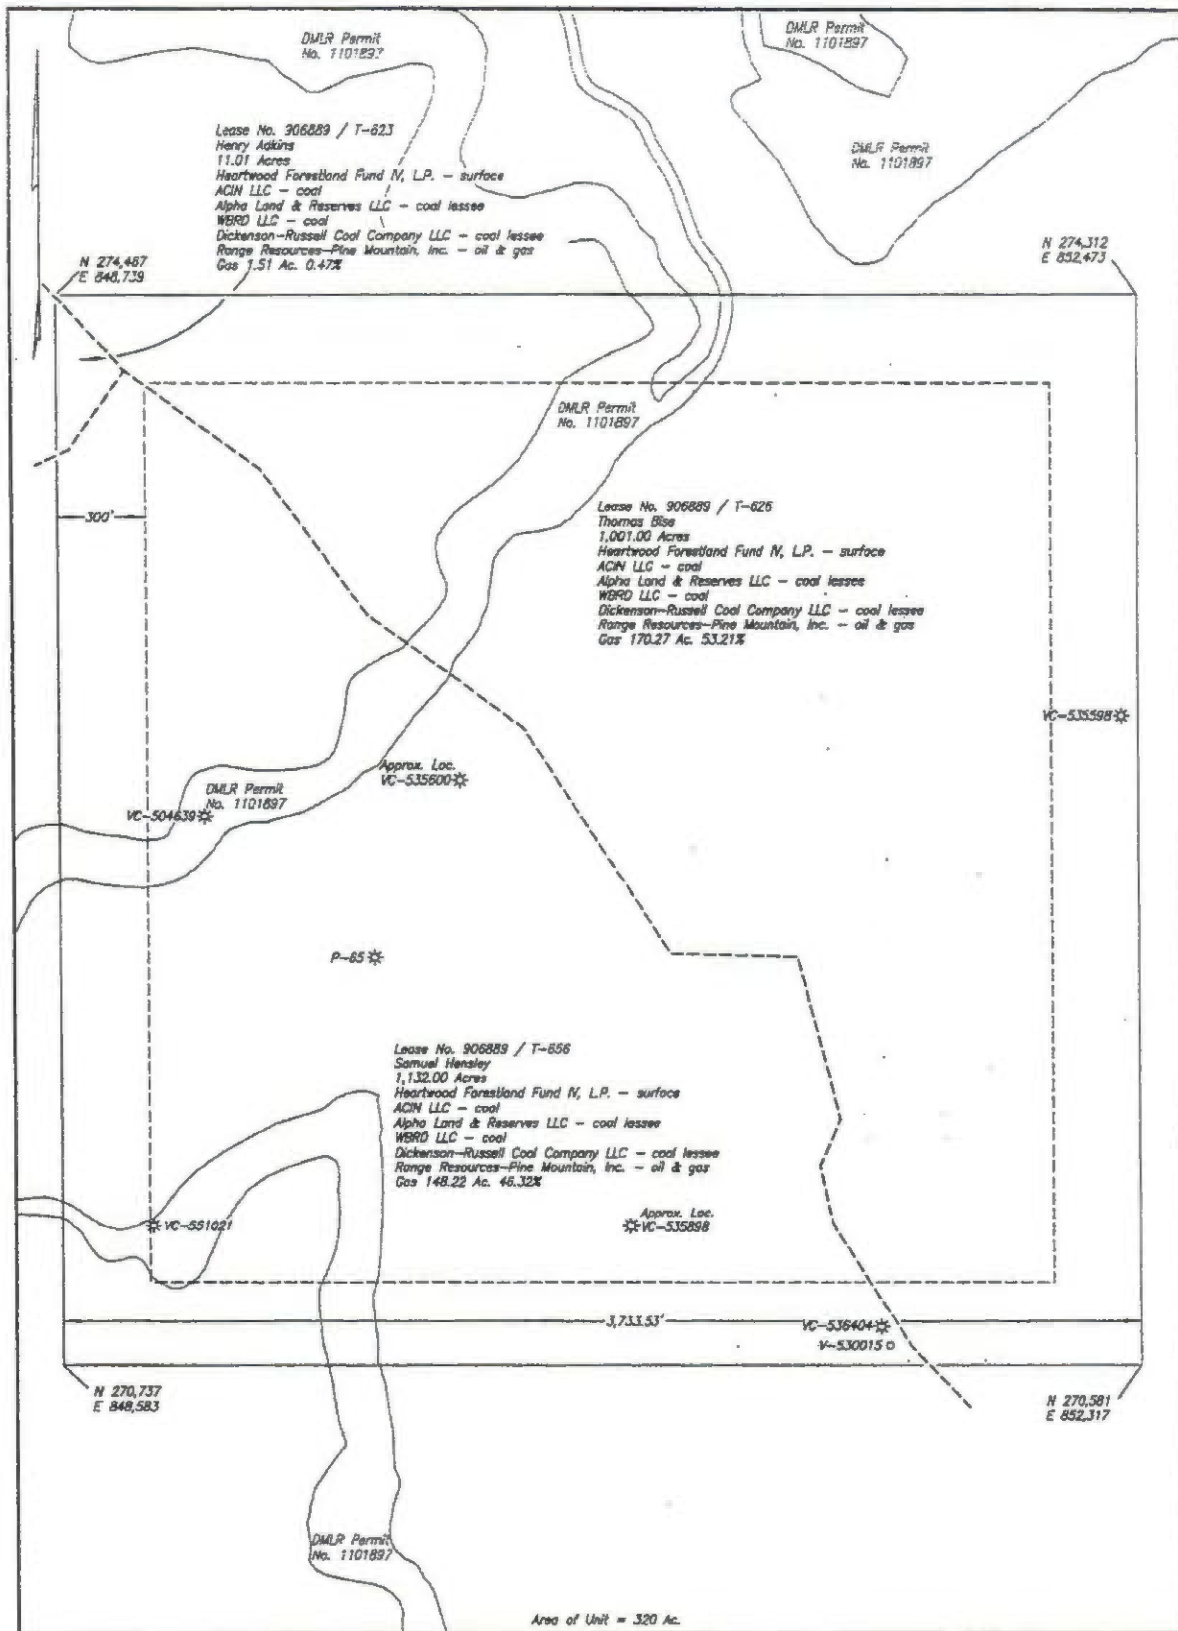 DMLR Permit
No. 1101897
DMLR Permit
No. 1101897
Lease No. 906889 / T-623
Henry Adkins
11.01 Acres
Heartwood Forestland Fund IV, L.P. - surface
ACIN LLC - coal
Alpha Land & Reserves LLC - coal lessee
WBRD LLC - coal
Dickenson-Russell Coal Company LLC - coal lessee
Range Resources-Pine Mountain, Inc. - oil & gas
Gas 1.51 Ac. 0.47%
DMLR Permit
No. 1101897
N 274,467
E 848,739
N 274,312
E 852,473
DMLR Permit
No. 1101897
300'
Lease No. 906889 / T-626
Thomas Bise
1,001.00 Acres
Heartwood Forestland Fund IV, L.P. - surface
ACIN LLC - coal
Alpha Land & Reserves LLC - coal lessee
WBRD LLC - coal
Dickenson-Russell Coal Company LLC - coal lessee
Range Resources-Pine Mountain, Inc. - oil & gas
Gas 170.27 Ac. 53.21%
VC-535598
Approx. Loc.
VC-535600
DMLR Permit
No. 1101897
VC-504639
P-65
Lease No. 906889 / T-656
Samuel Hensley
1,132.00 Acres
Heartwood Forestland Fund IV, L.P. - surface
ACIN LLC - coal
Alpha Land & Reserves LLC - coal lessee
WBRD LLC - coal
Dickenson-Russell Coal Company LLC - coal lessee
Range Resources-Pine Mountain, Inc. - oil & gas
Gas 148.22 Ac. 46.32%
VC-551021
Approx. Loc.
VC-535898
3,733.53'
VC-536404
V-530015
N 270,737
E 848,583
N 270,581
E 852,317
DMLR Permit
No. 1101897
Area of Unit = 320 Ac.